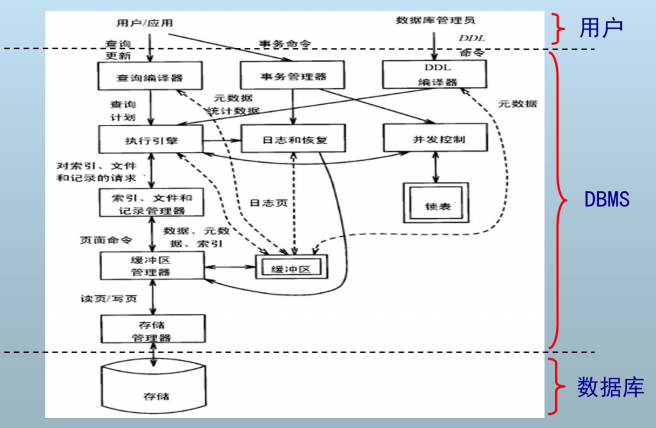 用户/应用
数据库管理员
用户
查询
更新
事务命令
DDL
命令
查询编译器
事务管理器
DDL
编译器
查询
计划
元数据
统计数据
元数据
执行引擎
日志和恢复
并发控制
对索引、文件
和记录的请求
索引、文件和
记录管理器
日志页
锁表
DBMS
页面命令
数据、元数
据、索引
缓冲区
管理器
缓冲区
读页/写页
存储
管理器
存储
数据库